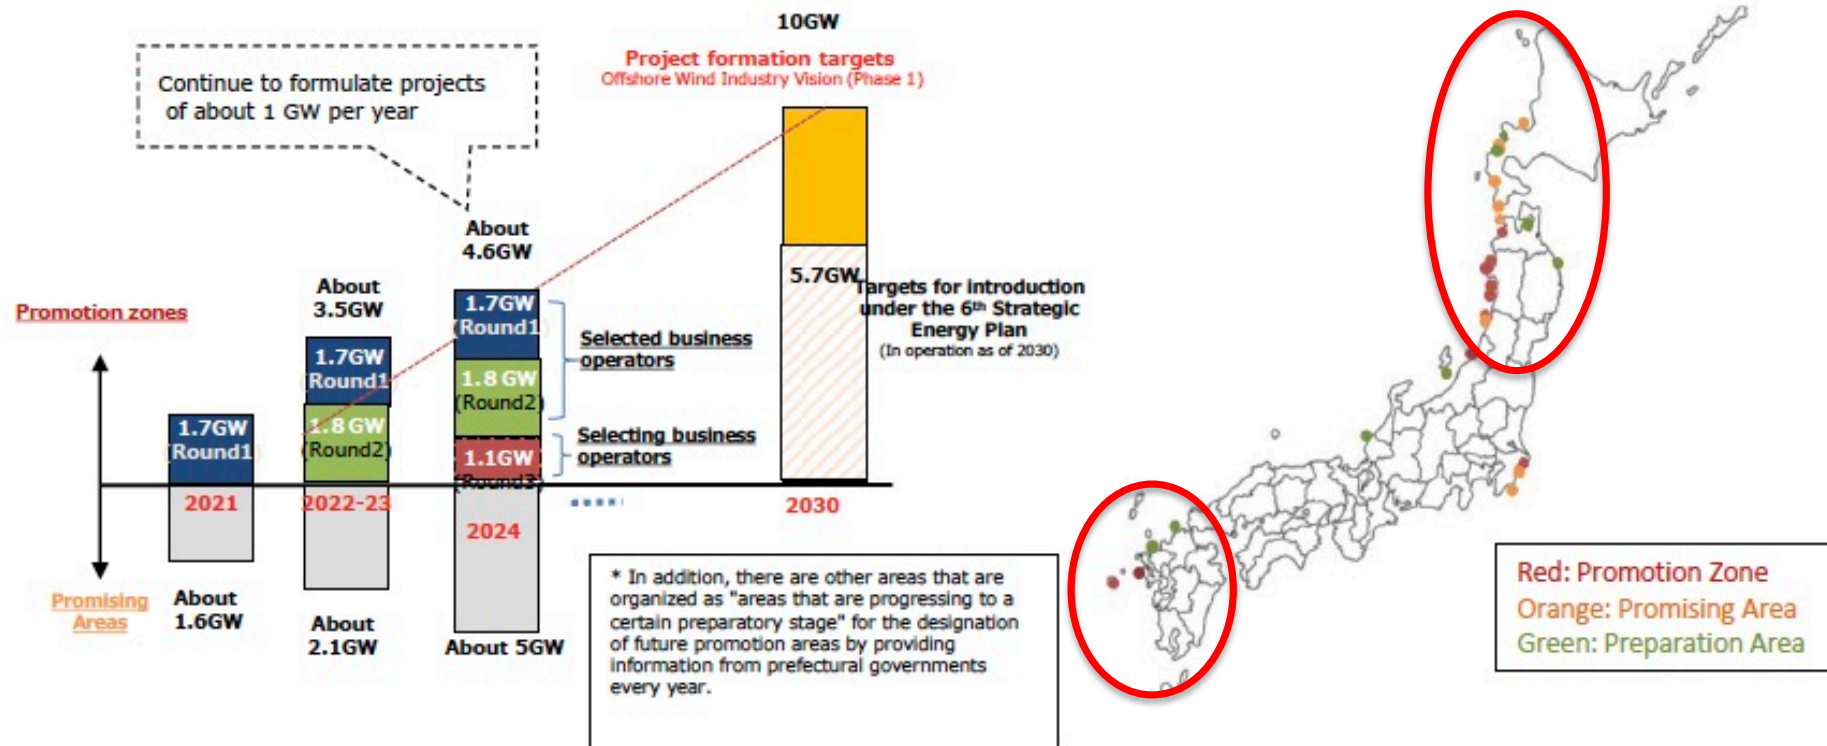 10GW
Project formation targets
Offshore Wind Industry Vision (Phase 1)
Continue to formulate projects
of about 1 GW per year
About
4.6GW
About
3.5GW
Promotion zones
1.7GW
(Round1)
1.7GW
(Round1)
1.8GW
(Round2)
1.7GW
(Round1)
1.8 GW
(Round2)
1.1GW
(Round3)
Selected business
operators
Selecting business
operators
5.7GW
Targets for introduction
under the 6th Strategic
Energy Plan
(In operation as of 2030)
2021
2022-23
2024
2030
Promising
Areas
About
1.6GW
About
2.1GW
About 5GW
* In addition, there are other areas that are
organized as "areas that are progressing to a
certain preparatory stage" for the designation
of future promotion areas by providing
information from prefectural governments
every year.
Red: Promotion Zone
Orange: Promising Area
Green: Preparation Area